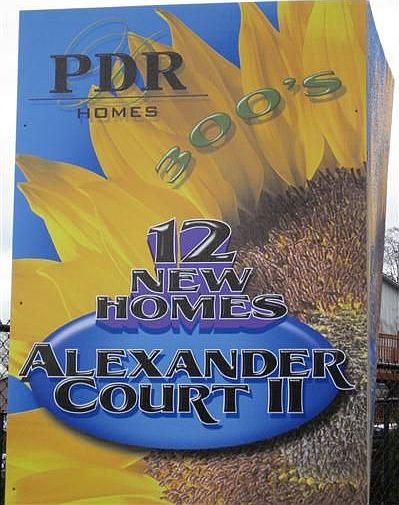 PDR
HOMES
300's
12
NEW
HOMES
ALEXANDER
COURT II